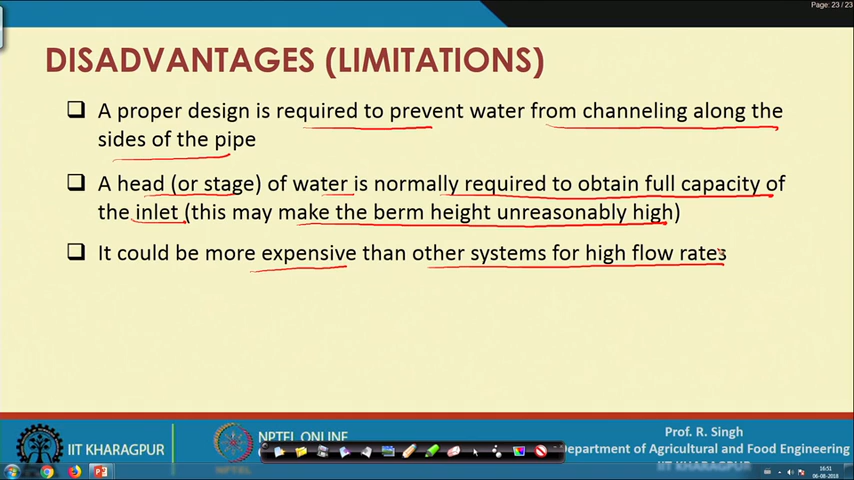 Page: 23 / 23
DISADVANTAGES (LIMITATIONS)
A proper design is required to prevent water from channeling along the
sides of the pipe
A head (or stage) of water is normally required to obtain full capacity of
the inlet (this may make the berm height unreasonably high)
It could be more expensive than other systems for high flow rates
IIT KHARAGPUR
NPTEL ONLINE
NPTEL
Prof. R. Singh
Department of Agricultural and Food Engineering
IIT KHARAGPUR
16:51
06-08-2018